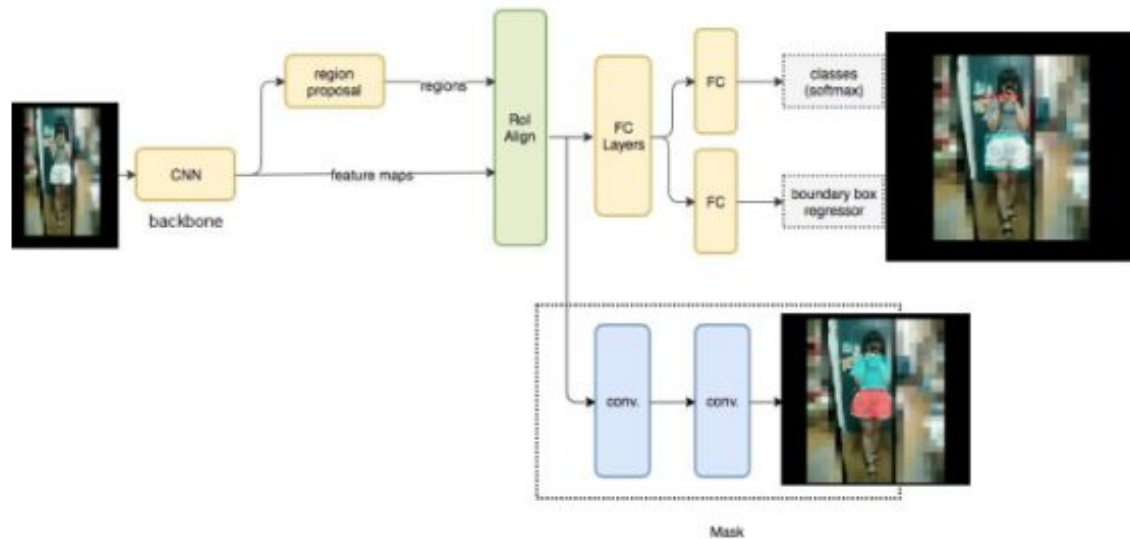 region
proposal
regions
RoI
Align
CNN
backbone
feature maps
FC
Layers
FC
classes
(softmax)
FC
boundary box
regressor
conv.
conv.
Mask